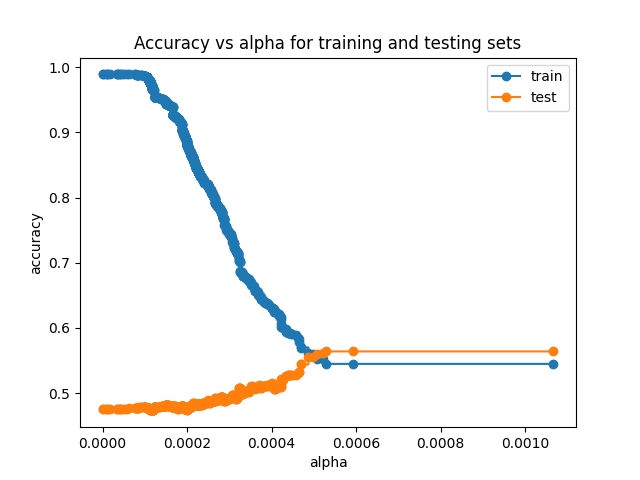 Accuracy vs alpha for training and testing sets
train
test
1.0
0.9
0.8
0.7
0.6
0.5
accuracy
0.0000
0.0002
0.0004
0.0006
0.0008
0.0010
alpha